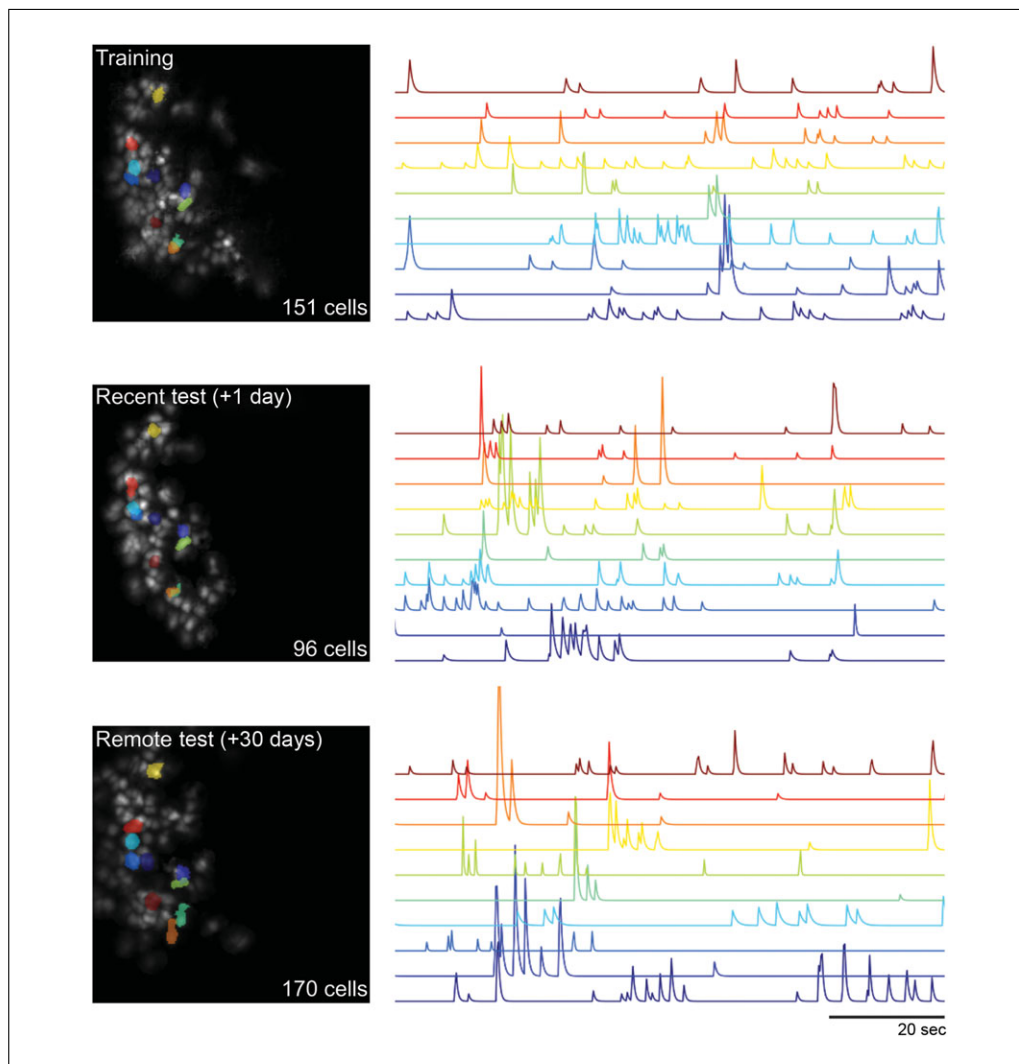 Training
151 cells
Recent test (+1 day)
96 cells
Remote test (+30 days)
170 cells
20 sec